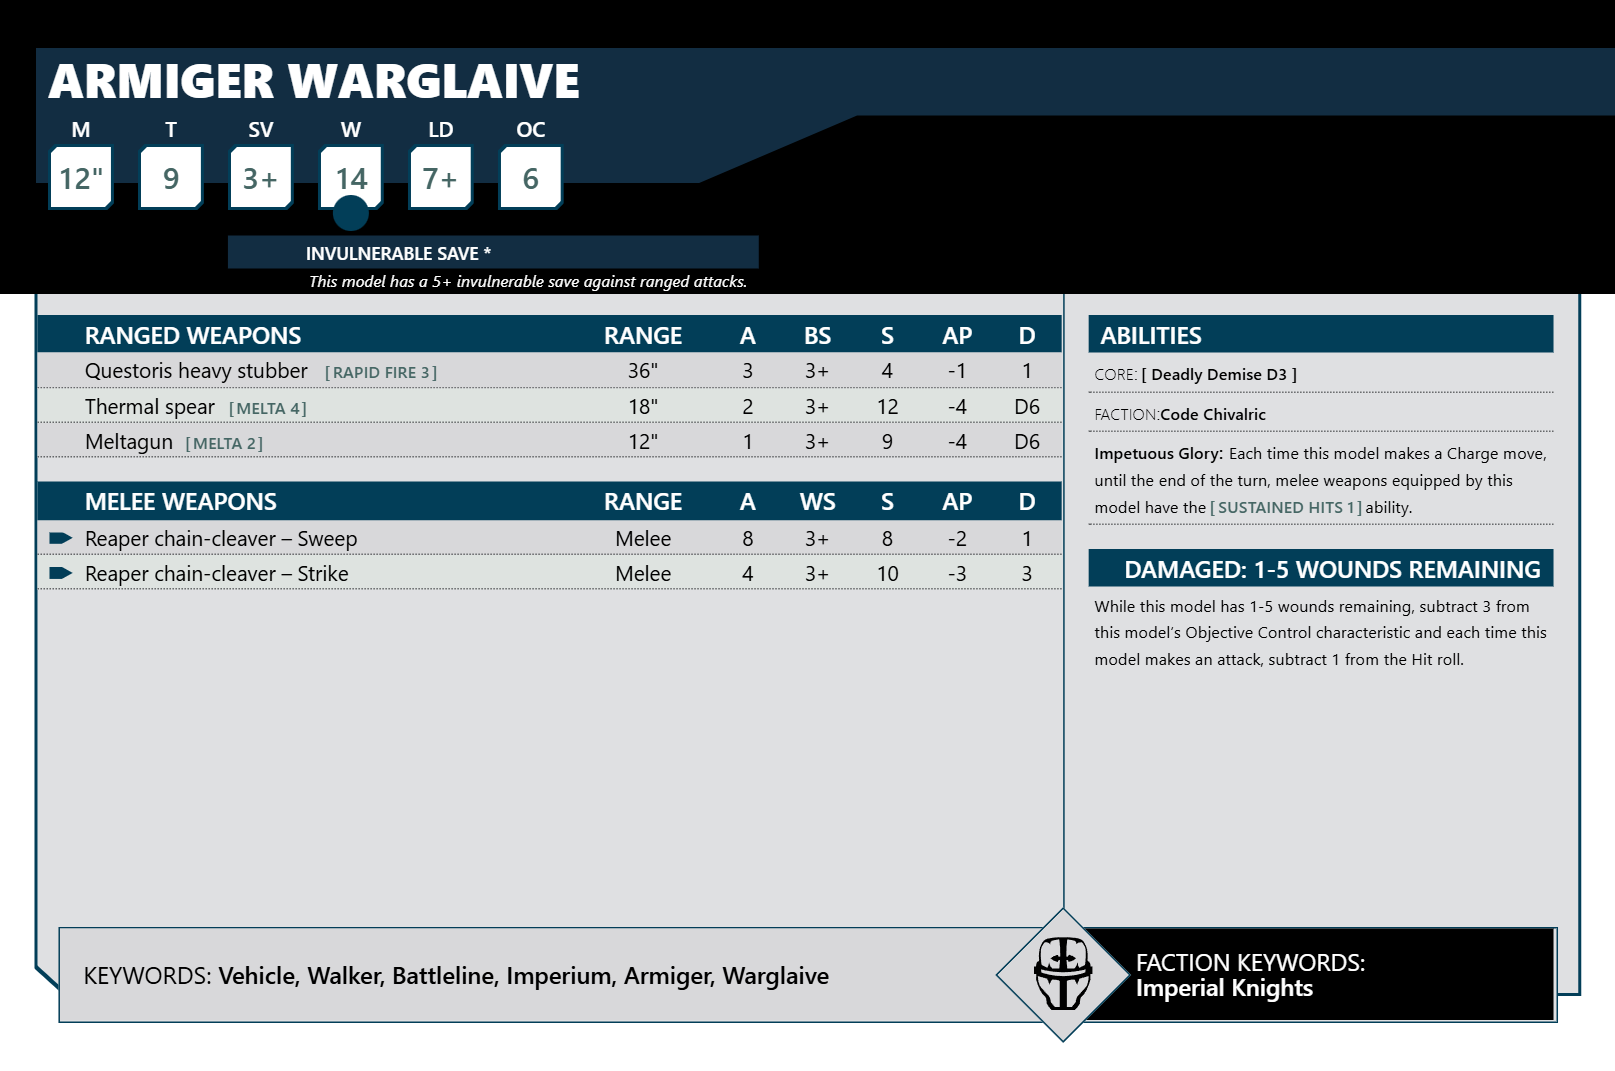 ARMIGER WARGLAIVE
M T SV W LD OC
12" 9 3+ 14 7+ 6
INVULNERABLE SAVE *
This model has a 5+ invulnerable save against ranged attacks.
RANGED WEAPONS RANGE A BS S AP D
Questoris heavy stubber [RAPID FIRE 3] 36" 3 3+ 4 -1 1
Thermal spear [MELTA 4] 18" 2 3+ 12 -4 D6
Meltagun [MELTA 2] 12" 1 3+ 9 -4 D6
MELEE WEAPONS RANGE A WS S AP D
Reaper chain-cleaver – Sweep Melee 8 3+ 8 -2 1
Reaper chain-cleaver – Strike Melee 4 3+ 10 -3 3
ABILITIES
CORE: [ Deadly Demise D3 ]
FACTION:Code Chivalric
Impetuous Glory: Each time this model makes a Charge move,
until the end of the turn, melee weapons equipped by this
model have the [ SUSTAINED HITS 1] ability.
DAMAGED: 1-5 WOUNDS REMAINING
While this model has 1-5 wounds remaining, subtract 3 from
this model's Objective Control characteristic and each time this
model makes an attack, subtract 1 from the Hit roll.
KEYWORDS: Vehicle, Walker, Battleline, Imperium, Armiger, Warglaive
FACTION KEYWORDS:
Imperial Knights